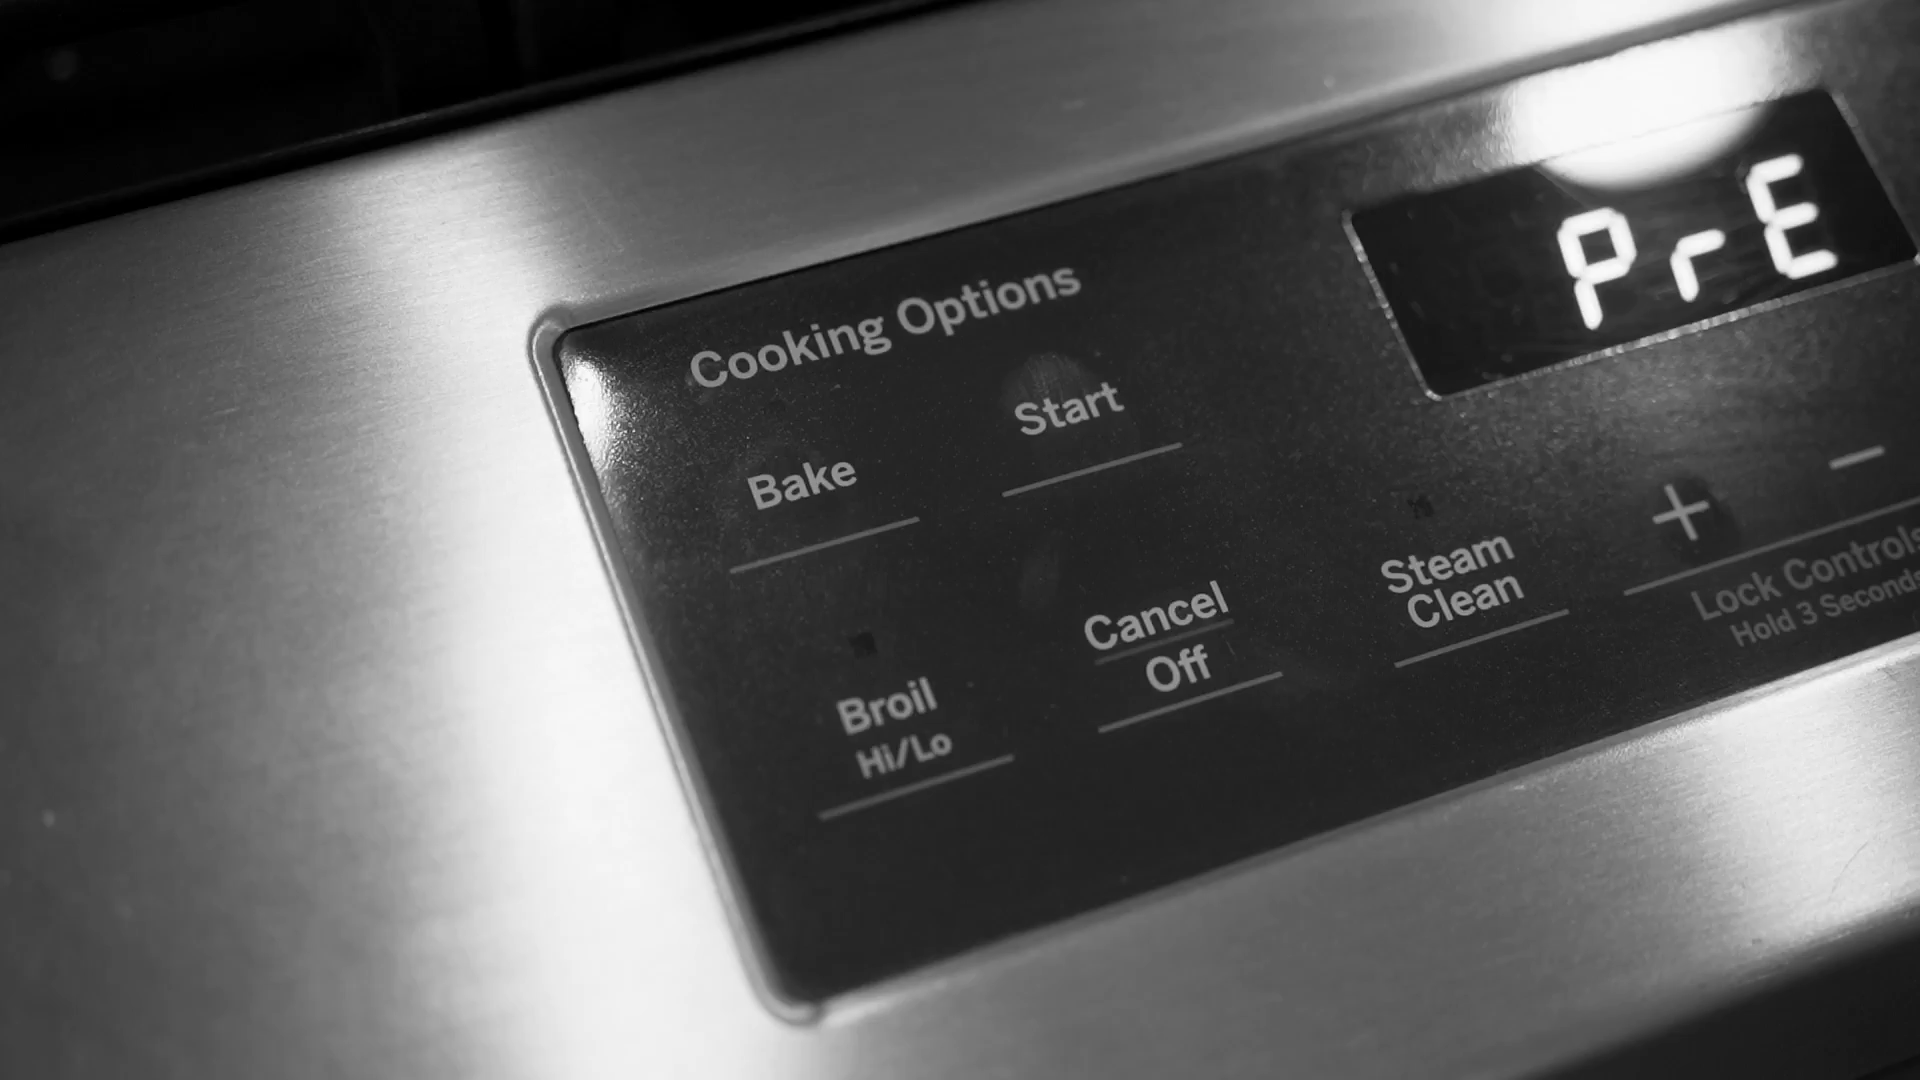 PrE
Cooking Options
Bake
Start
Broil
Hi/Lo
Cancel
Off
Steam
Clean
+
−
Lock Controls
Hold 3 Seconds